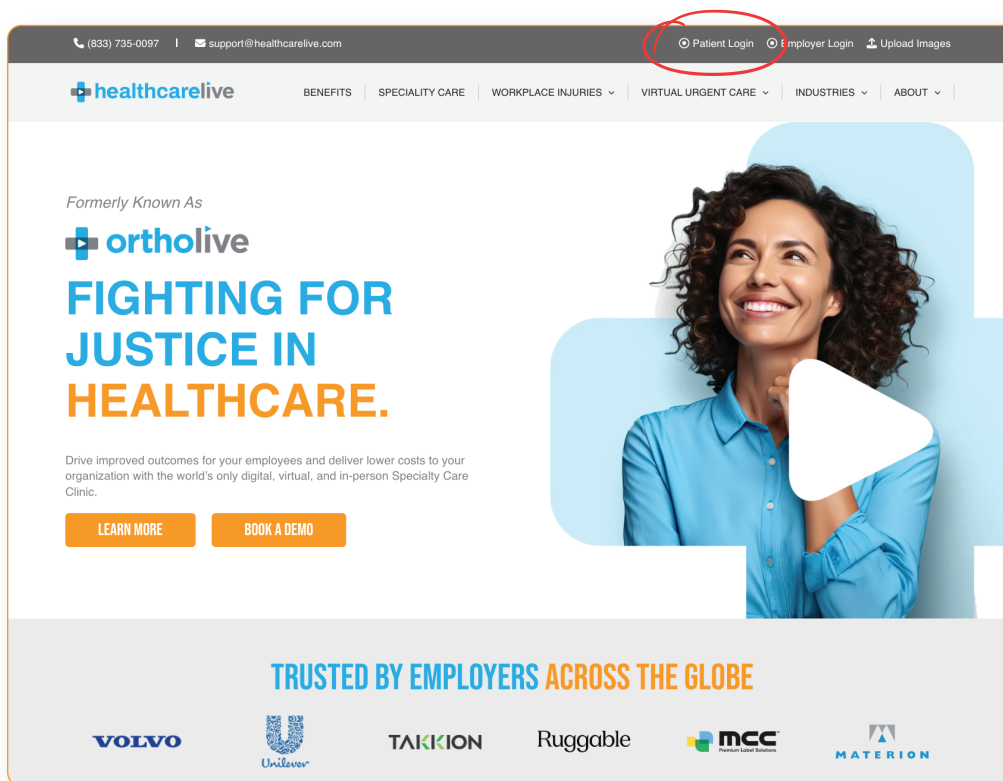 (833) 735-0097 | support@healthcarelive.com Patient Login Employer Login Upload Images
healthcarelive BENEFITS SPECIALITY CARE WORKPLACE INJURIES VIRTUAL URGENT CARE INDUSTRIES ABOUT
Formerly Known As
ortholive
FIGHTING FOR
JUSTICE IN
HEALTHCARE.
Drive improved outcomes for your employees and deliver lower costs to your
organization with the world's only digital, virtual, and in-person Specialty Care
Clinic.
LEARN MORE BOOK A DEMO
TRUSTED BY EMPLOYERS ACROSS THE GLOBE
VOLVO Unilever TAKKION Ruggable MCC MATERION
Premium Label Solutions